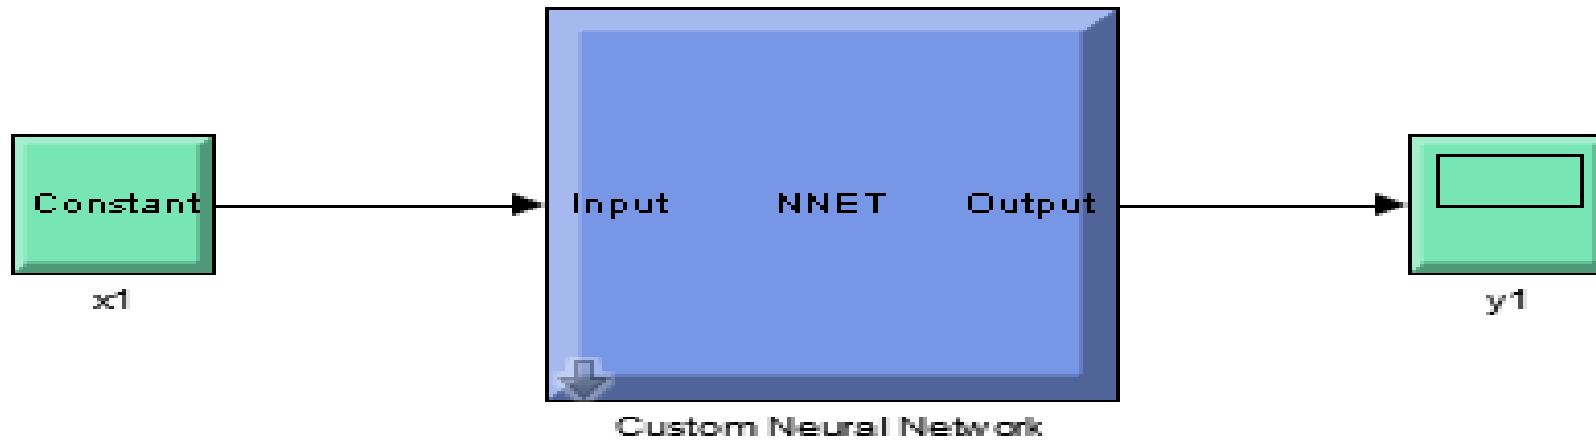 Constant
x1
Input NNET Output
Custom Neural Network
y1